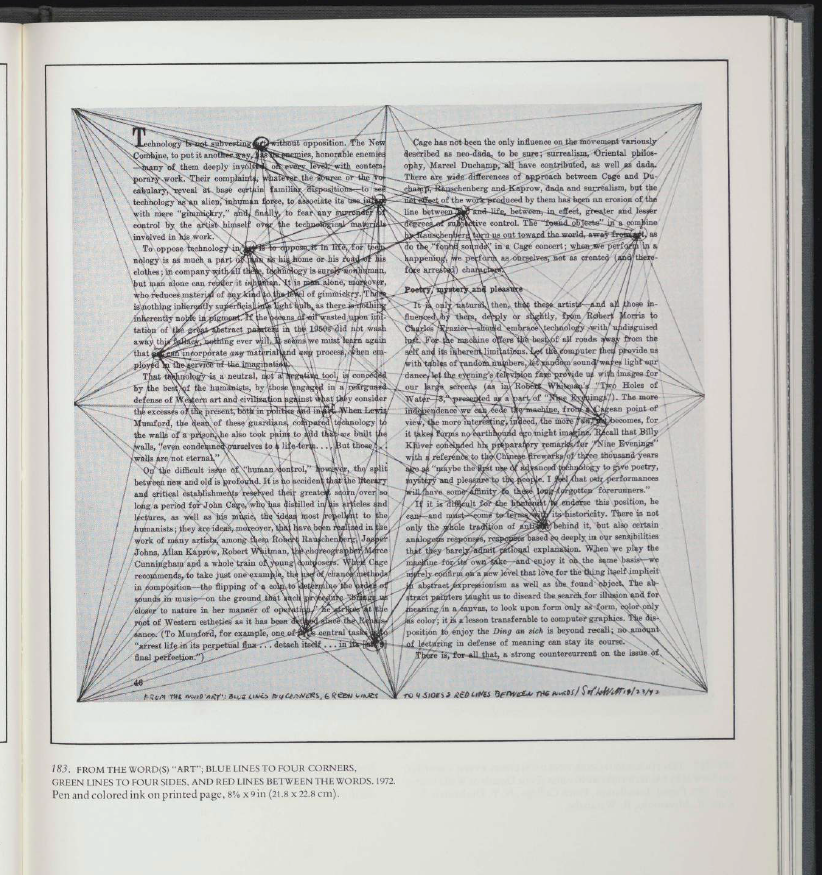 Technology is not subverting art without opposition. The New
Combine, to put it another way, has its enemies, honorable enemies
—many of them deeply involved, on every level, with contem-
porary work. Their complaints, whatever the source or the vo-
cabulary, reveal at base certain familiar dispositions—to see
technology as an alien, inhuman force, to associate its use in art
with mere "gimmickry," and, finally, to fear any surrender of
control by the artist himself over the technological materials
involved in his work.
To oppose technology in art is to oppose it in life, for tech-
nology is as much a part of man as his home or his road or his
clothes; in company with all these, technology is surely nonhuman,
but man alone can render it inhuman. It is man alone, moreover,
who reduces material of any kind to the level of gimmickry. There
is nothing inherently superficial in a light bulb, as there is nothing
inherently noble in pigment. If the oceans of oil wasted upon imi-
tation of the great abstract painters in the 1950s did not wash
away this fallacy, nothing ever will. It seems we must learn again
that art can incorporate any material and any process, when em-
ployed in the service of the imagination.
That technology is a neutral, not a negative tool, is conceded
by the best of the humanists, by those engaged in a rearguard
defense of Western art and civilization against what they consider
the excesses of the present, both in politics and in art. When Lewis
Mumford, the dean of these guardians, compared technology to
the walls of a prison, he also took pains to add that we built the
walls, "even condemned ourselves to a life-term. . . . But those
walls are not eternal."
On the difficult issue of "human control," however, the split
between new and old is profound. It is no accident that the literary
and critical establishments reserved their greatest scorn over so
long a period for John Cage, who has distilled in his articles and
lectures, as well as his music, the ideas most repellent to the
humanists; they are ideas, moreover, that have been realized in the
work of many artists, among them Robert Rauschenberg, Jasper
Johns, Allan Kaprow, Robert Whitman, the choreographer Merce
Cunningham and a whole train of young composers. When Cage
recommends, to take just one example, the use of chance methods
in composition—the flipping of a coin to determine the order of
sounds in music—on the ground that such procedure "brings us
closer to nature in her manner of operation," he strikes at the
root of Western esthetics as it has been defined since the Renais-
sance. (To Mumford, for example, one of art's central tasks is to
"arrest life in its perpetual flux . . . detach itself . . . in its
final perfection.")
46
Cage has not been the only influence on the movement variously
described as neo-dada, to be sure; surrealism, Oriental philos-
ophy, Marcel Duchamp, all have contributed, as well as dada.
There are wide differences of approach between Cage and Du-
champ, Rauschenberg and Kaprow, dada and surrealism, but the
net effect of the work produced by them has been an erosion of the
line between art and life, between, in effect, greater and lesser
degrees of subjective control. The "found objects" in a combine
by Rauschenberg turn us out toward the world, away from art, as
do the "found sounds" in a Cage concert; when we perform in a
happening, we perform as ourselves, not as created (and there-
fore arrested) characters.
Poetry, mystery and pleasure
It is only natural, then, that these artists—and all those in-
fluenced by them, deeply or slightly, from Robert Morris to
Charles Frazier—should embrace technology with undisguised
lust. For the machine offers the best of all roads away from the
self and its inherent limitations. Let the computer then provide us
with tables of random numbers, let random sound waves light our
dance, let the evening's television fare provide us with images for
our large screens (as in Robert Whitman's "Two Holes of
Water—3," presented as a part of "Nine Evenings"). The more
independence we can cede the machine, from a Cagean point of
view, the more interesting, indeed, the more art it becomes, for
it takes forms no earthbound ego might imagine. Recall that Billy
Klüver concluded his preparatory remarks for "Nine Evenings"
with a reference to the Chinese fireworks of three thousand years
ago as "maybe the first use of advanced technology to give poetry,
mystery and pleasure to the people. I feel that our performances
will have some affinity to these long-forgotten forerunners."
If it is difficult for the humanist to endorse this position, he
can—and must—come to terms with its historicity. There is not
only the whole tradition of anti-art behind it, but also certain
analogous responses, responses based so deeply in our sensibilities
that they barely admit rational explanation. When we play the
machine for its own sake—and enjoy it on the same basis—we
merely confirm on a new level that love for the thing itself implicit
in abstract expressionism as well as the found object. The ab-
stract painters taught us to discard the search for illusion and for
meaning in a canvas, to look upon form only as form, color only
as color; it is a lesson transferable to computer graphics. The dis-
position to enjoy the Ding an sich is beyond recall; no amount
of lecturing in defense of meaning can stay its course.
There is, for all that, a strong countercurrent on the issue of
FROM THE WORD "ART": BLUE LINES TO 4 CORNERS, GREEN LINES TO 4 SIDES & RED LINES BETWEEN THE WORDS / Sol LeWitt
183. FROM THE WORD(S) "ART"; BLUE LINES TO FOUR CORNERS,
GREEN LINES TO FOUR SIDES, AND RED LINES BETWEEN THE WORDS. 1972.
Pen and colored ink on printed page, 8⅝ x 9 in (21.8 x 22.8 cm).